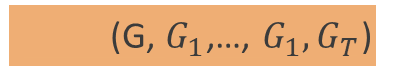 (G, G₁,..., G₁, G_T)